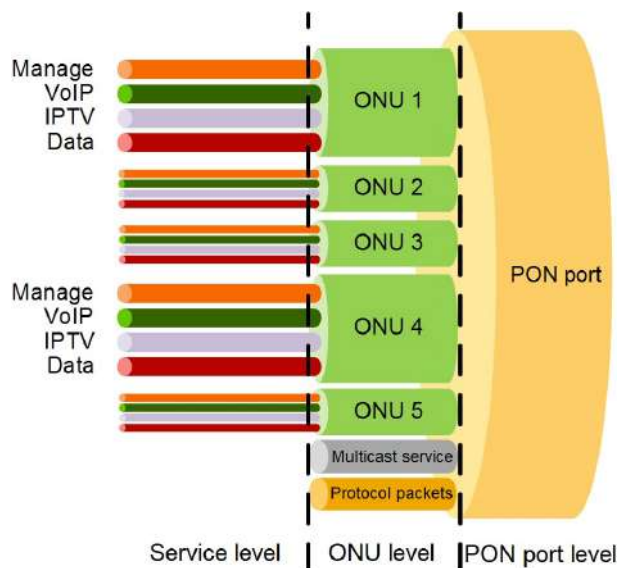 Manage
VoIP
IPTV
Data
ONU 1
ONU 2
ONU 3
Manage
VoIP
IPTV
Data
ONU 4
ONU 5
Multicast service
Protocol packets
PON port
Service level
ONU level
PON port level